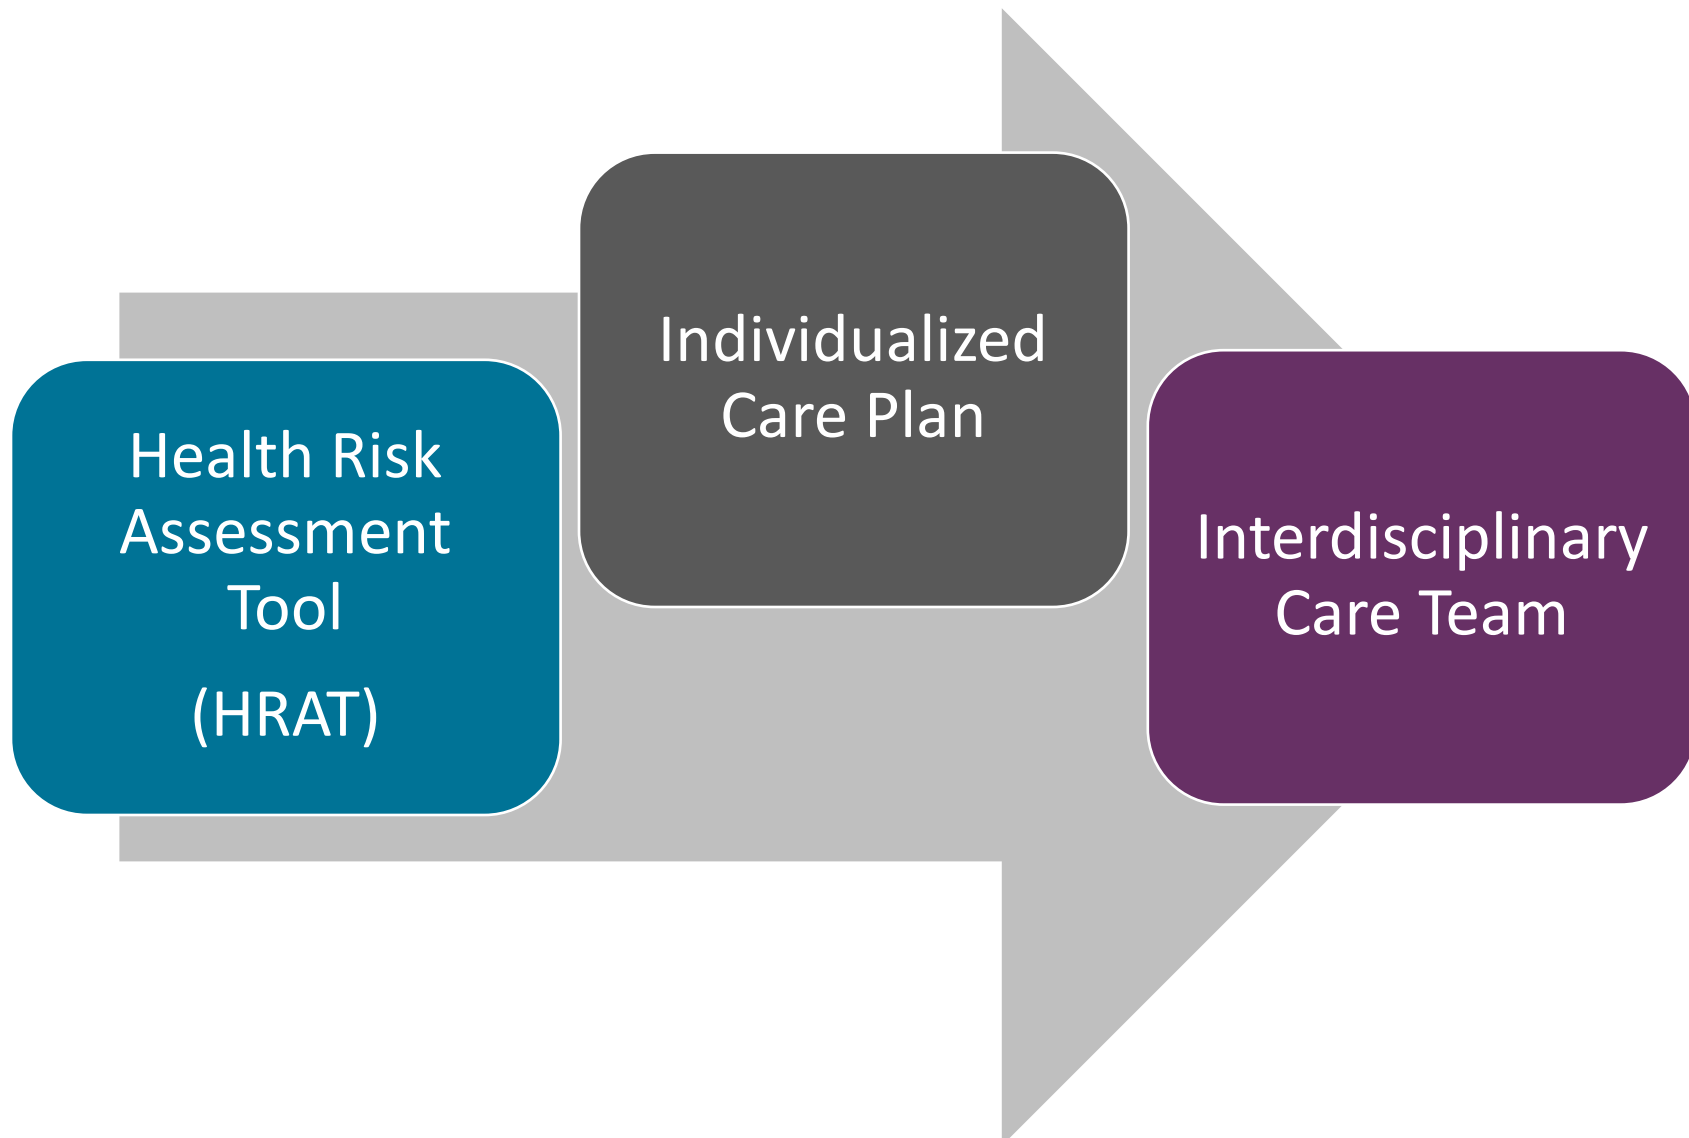 Health Risk
Assessment
Tool
(HRAT)
Individualized
Care Plan
Interdisciplinary
Care Team